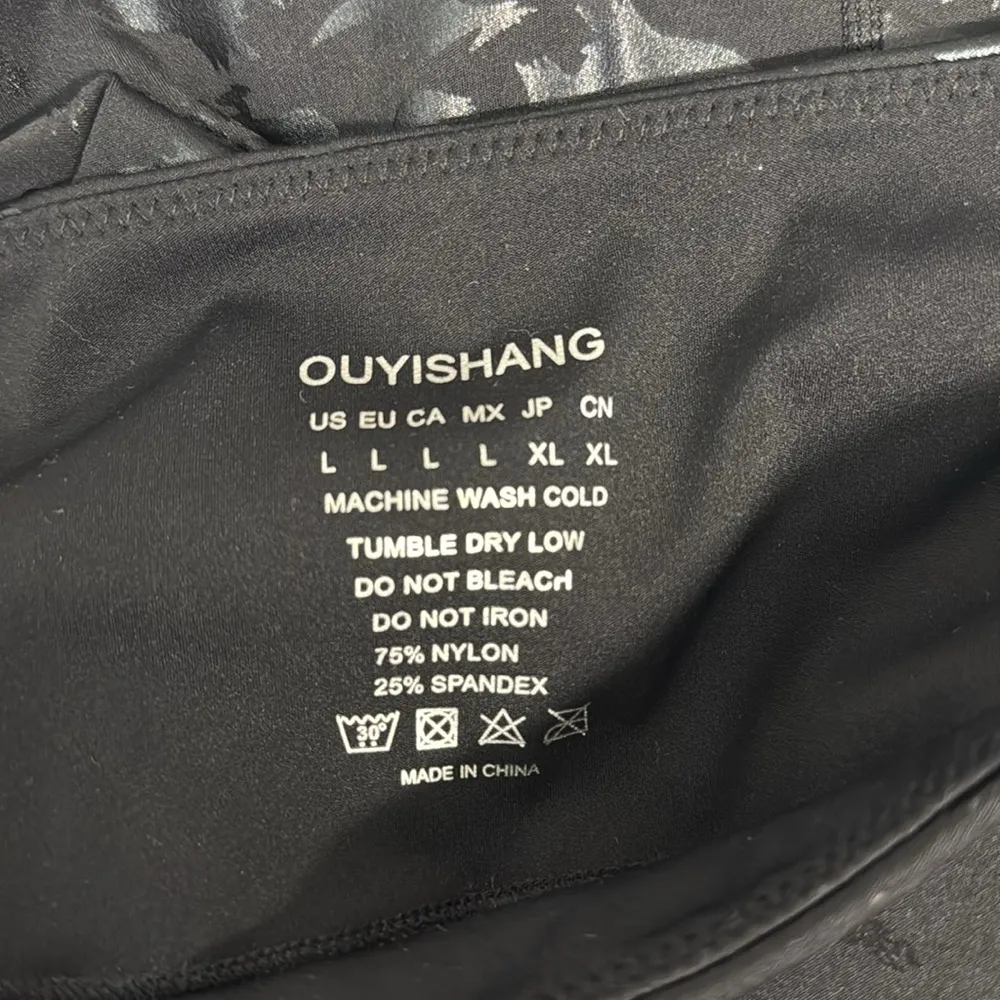 OUYISHANG
US EU CA MX JP CN
L L L L XL XL
MACHINE WASH COLD
TUMBLE DRY LOW
DO NOT BLEACH
DO NOT IRON
75% NYLON
25% SPANDEX
30°
MADE IN CHINA